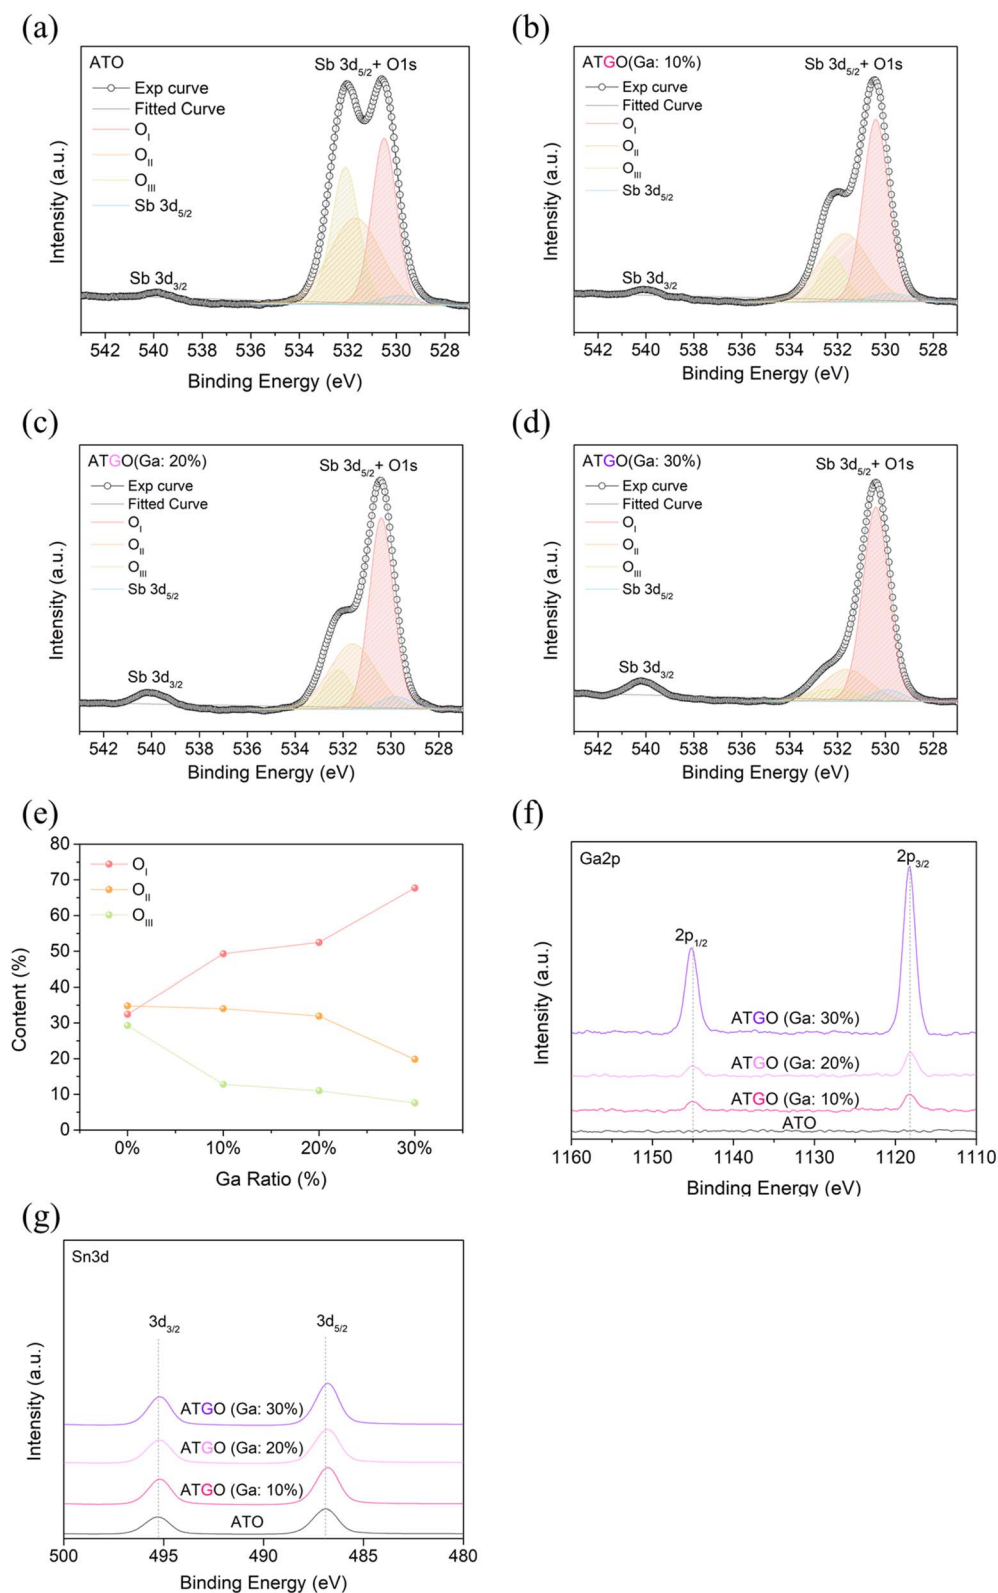 (a)
ATO
Sb 3d5/2+ O1s
Exp curve
Fitted Curve
OI
OII
OIII
Sb 3d5/2
Sb 3d3/2
Intensity (a.u.)
542 540 538 536 534 532 530 528
Binding Energy (eV)
(b)
ATGO(Ga: 10%)
Sb 3d5/2+ O1s
Exp curve
Fitted Curve
OI
OII
OIII
Sb 3d5/2
Sb 3d3/2
Intensity (a.u.)
542 540 538 536 534 532 530 528
Binding Energy (eV)
(c)
ATGO(Ga: 20%)
Sb 3d5/2+ O1s
Exp curve
Fitted Curve
OI
OII
OIII
Sb 3d5/2
Sb 3d3/2
Intensity (a.u.)
542 540 538 536 534 532 530 528
Binding Energy (eV)
(d)
ATGO(Ga: 30%)
Sb 3d5/2+ O1s
Exp curve
Fitted Curve
OI
OII
OIII
Sb 3d5/2
Sb 3d3/2
Intensity (a.u.)
542 540 538 536 534 532 530 528
Binding Energy (eV)
(e)
80
70
60
50
40
30
20
10
0
OI
OII
OIII
Content (%)
0% 10% 20% 30%
Ga Ratio (%)
(f)
Ga2p
2p3/2
2p1/2
ATGO (Ga: 30%)
ATGO (Ga: 20%)
ATGO (Ga: 10%)
ATO
Intensity (a.u.)
1160 1150 1140 1130 1120 1110
Binding Energy (eV)
(g)
Sn3d
3d3/2
3d5/2
ATGO (Ga: 30%)
ATGO (Ga: 20%)
ATGO (Ga: 10%)
ATO
Intensity (a.u.)
500 495 490 485 480
Binding Energy (eV)